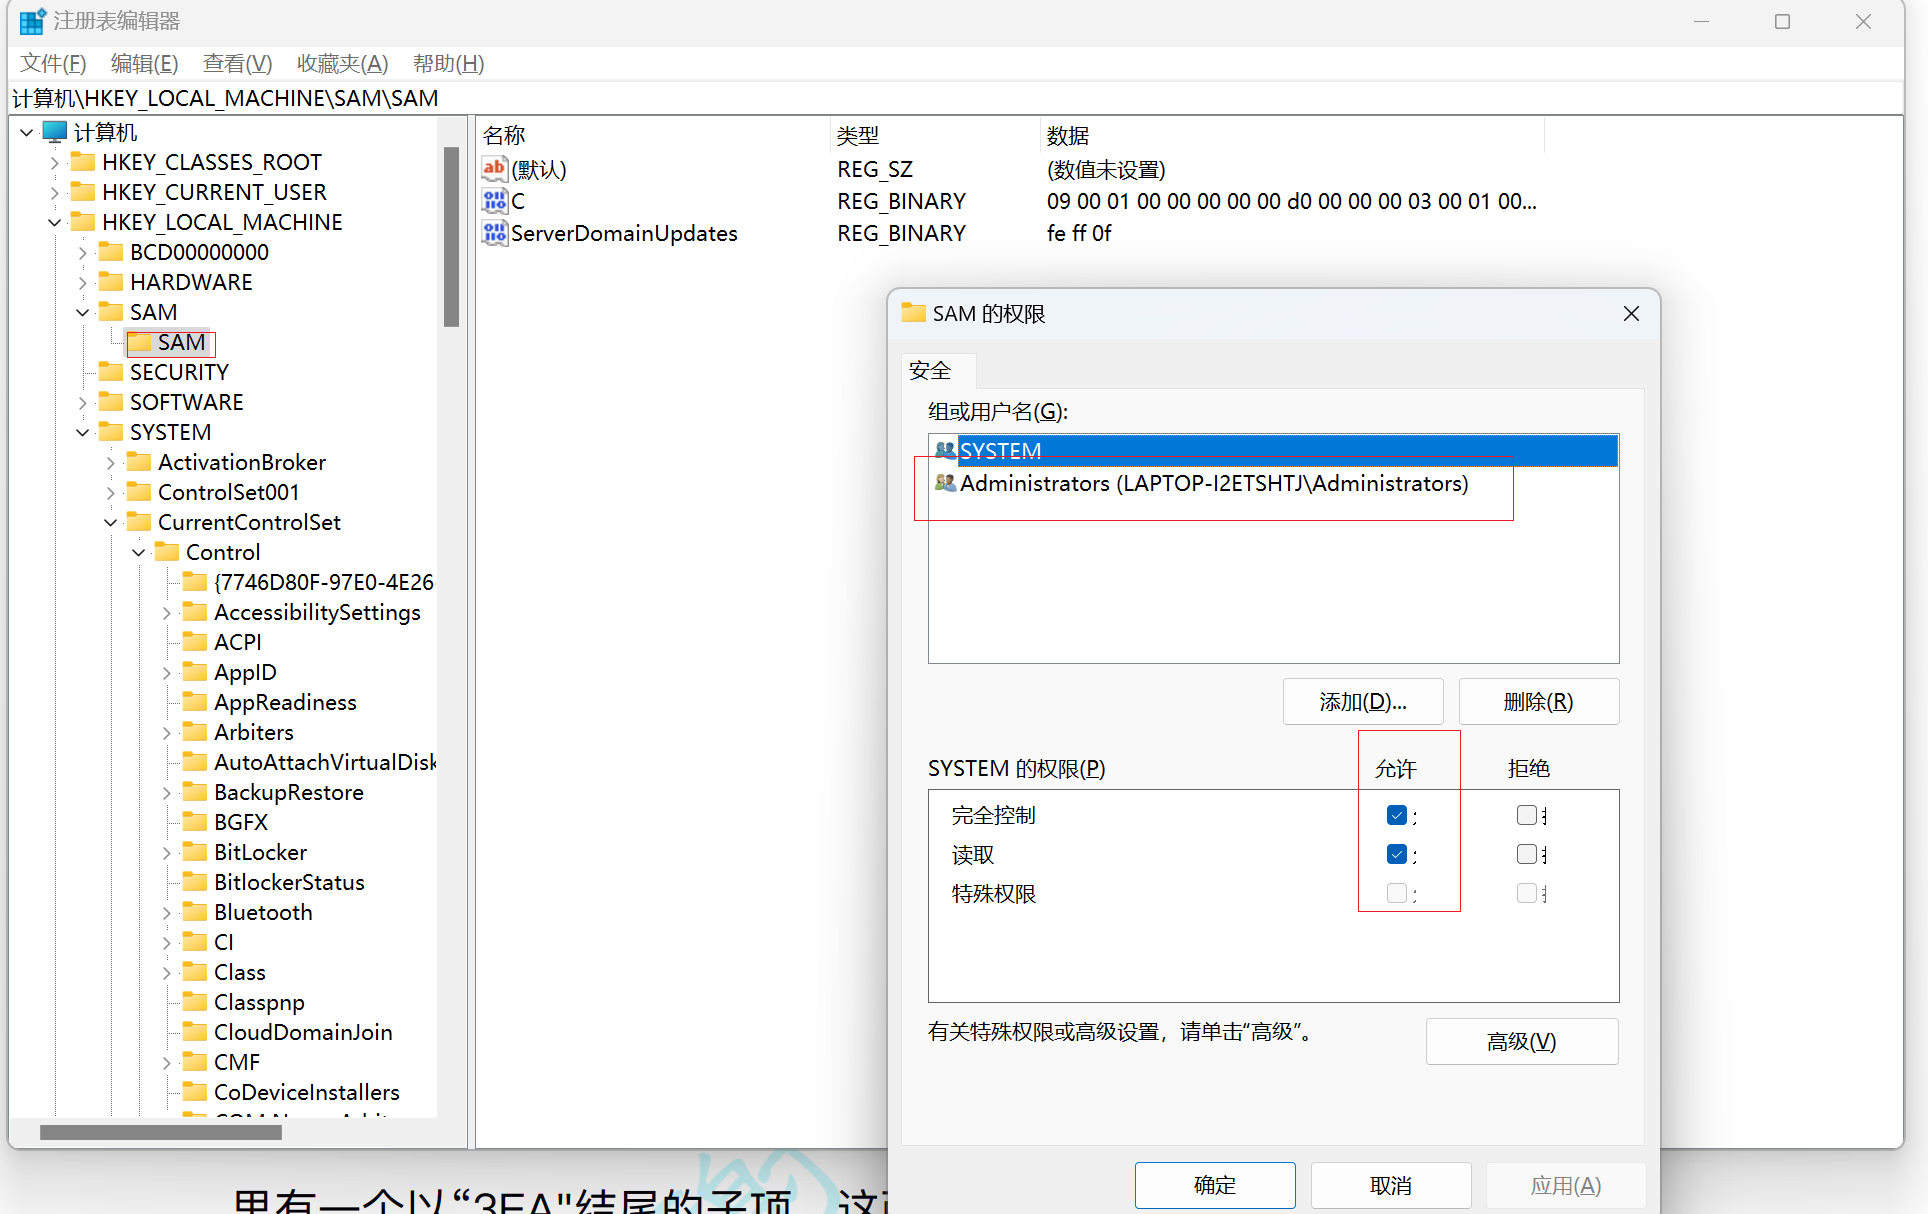 注册表编辑器
文件(F) 编辑(E) 查看(V) 收藏夹(A) 帮助(H)
计算机\HKEY_LOCAL_MACHINE\SAM\SAM
计算机
HKEY_CLASSES_ROOT
HKEY_CURRENT_USER
HKEY_LOCAL_MACHINE
BCD00000000
HARDWARE
SAM
SAM
SECURITY
SOFTWARE
SYSTEM
ActivationBroker
ControlSet001
CurrentControlSet
Control
{7746D80F-97E0-4E26
AccessibilitySettings
ACPI
AppID
AppReadiness
Arbiters
AutoAttachVirtualDisk
BackupRestore
BGFX
BitLocker
BitlockerStatus
Bluetooth
CI
Class
Classpnp
CloudDomainJoin
CMF
CoDeviceInstallers
名称 类型 数据
(默认) REG_SZ (数值未设置)
C REG_BINARY 09 00 01 00 00 00 00 00 d0 00 00 00 03 00 01 00...
ServerDomainUpdates REG_BINARY fe ff 0f
SAM 的权限
安全
组或用户名(G):
SYSTEM
Administrators (LAPTOP-I2ETSHTJ\Administrators)
添加(D)... 删除(R)
SYSTEM 的权限(P) 允许 拒绝
完全控制
读取
特殊权限
有关特殊权限或高级设置，请单击“高级”。
高级(V)
确定 取消 应用(A)
里有一个以“3EA"结尾的子项 这